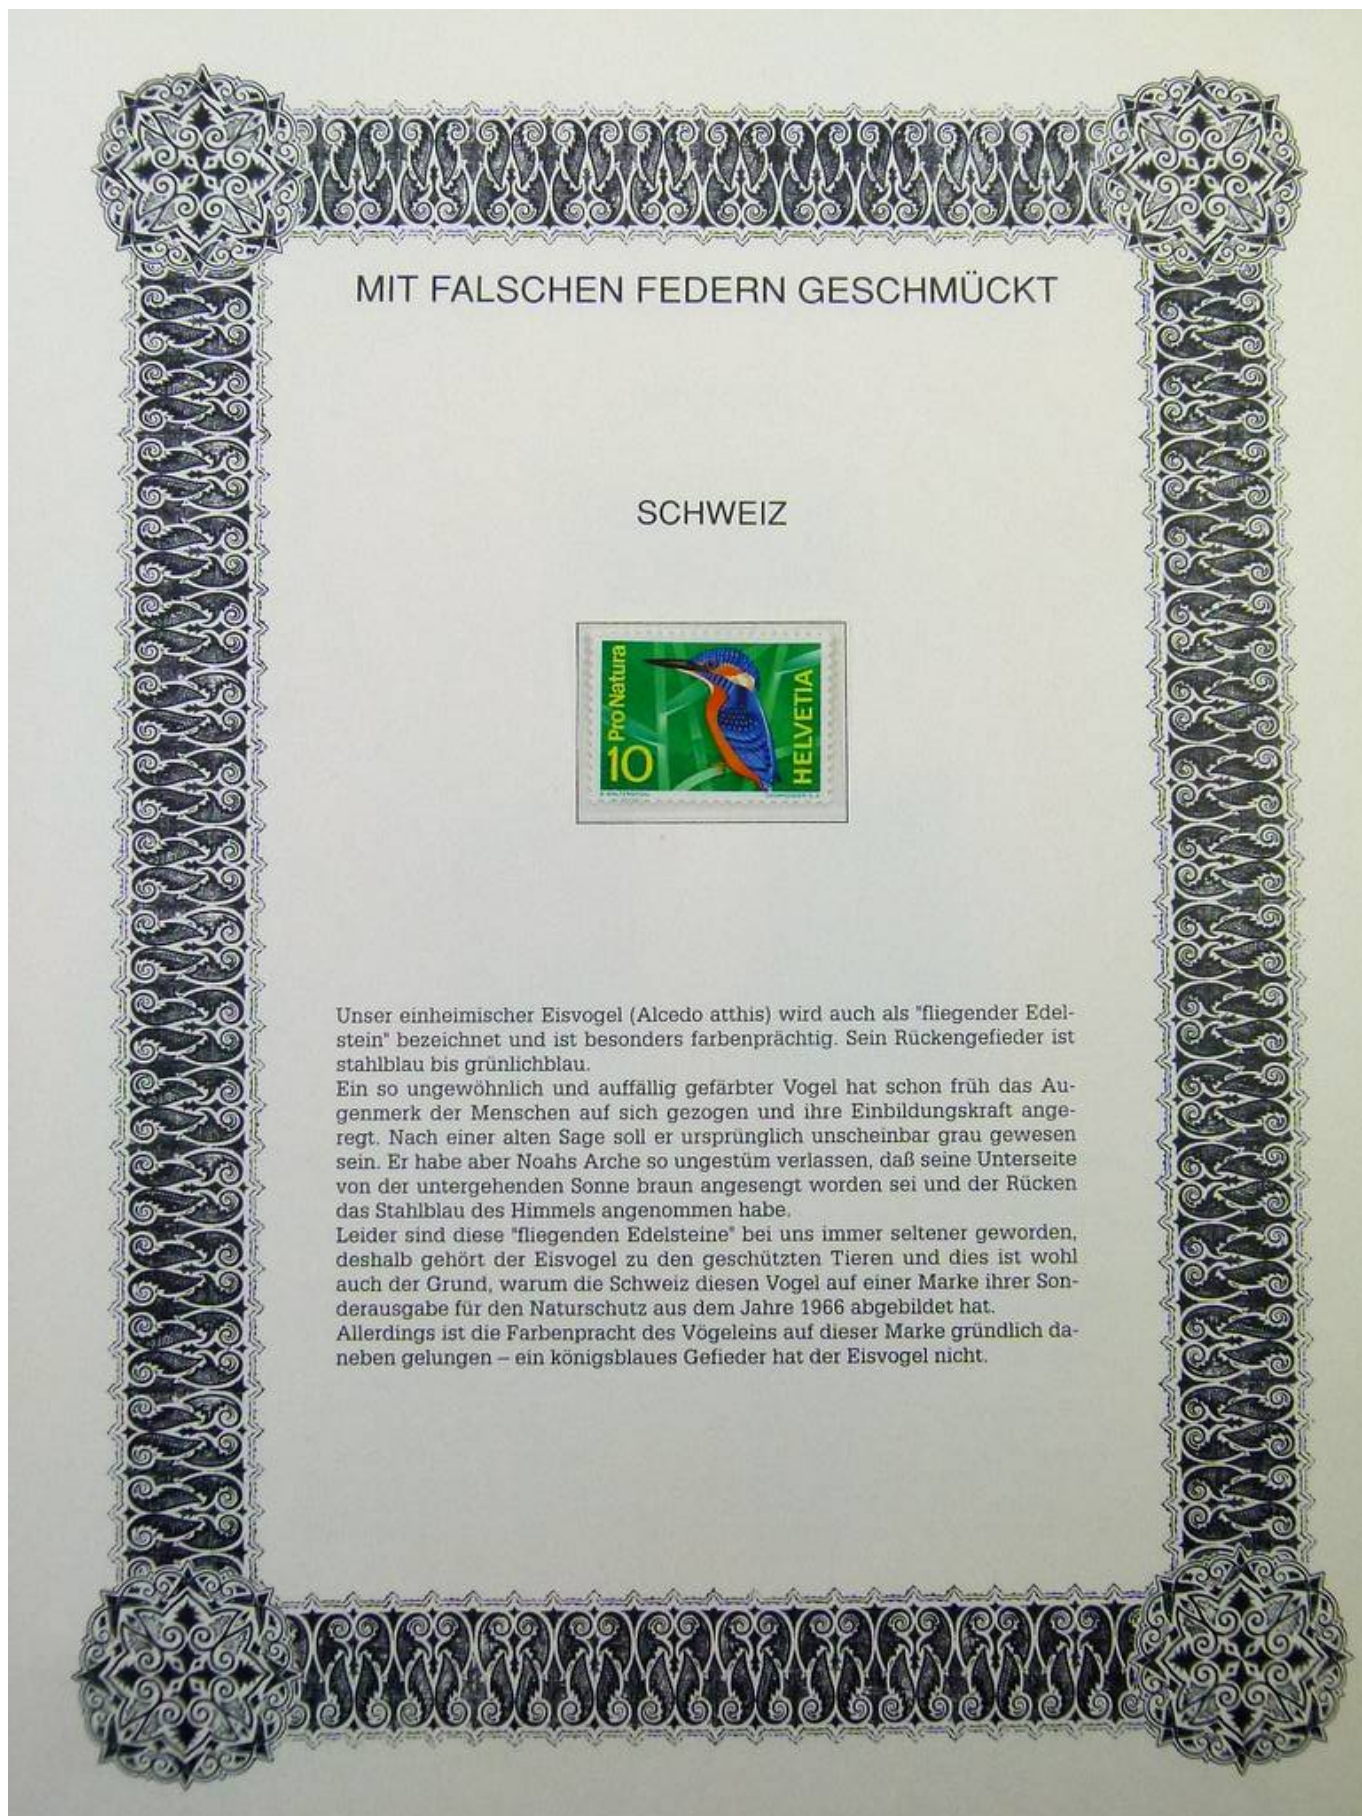 MIT FALSCHEN FEDERN GESCHMÜCKT
SCHWEIZ
Pro Natura
10
HELVETIA
Unser einheimischer Eisvogel (Alcedo atthis) wird auch als "fliegender Edel-
stein" bezeichnet und ist besonders farbenprächtig. Sein Rückengefieder ist
stahlblau bis grünlichblau.
Ein so ungewöhnlich und auffällig gefärbter Vogel hat schon früh das Au-
genmerk der Menschen auf sich gezogen und ihre Einbildungskraft ange-
regt. Nach einer alten Sage soll er ursprünglich unscheinbar grau gewesen
sein. Er habe aber Noahs Arche so ungestüm verlassen, daß seine Unterseite
von der untergehenden Sonne braun angesengt worden sei und der Rücken
das Stahlblau des Himmels angenommen habe.
Leider sind diese "fliegenden Edelsteine" bei uns immer seltener geworden,
deshalb gehört der Eisvogel zu den geschützten Tieren und dies ist wohl
auch der Grund, warum die Schweiz diesen Vogel auf einer Marke ihrer Son-
derausgabe für den Naturschutz aus dem Jahre 1966 abgebildet hat.
Allerdings ist die Farbenpracht des Vögeleins auf dieser Marke gründlich da-
neben gelungen – ein königsblaues Gefieder hat der Eisvogel nicht.